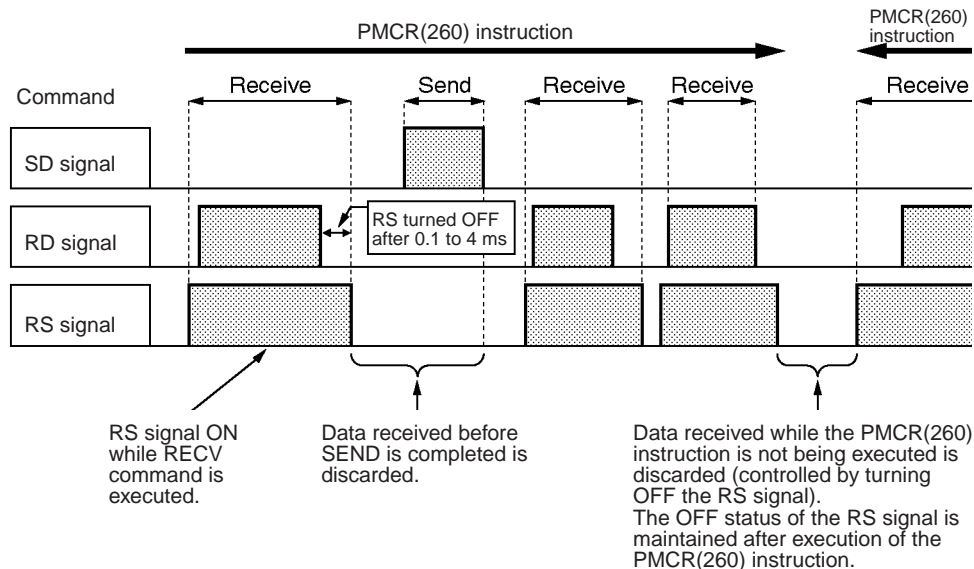 PMCR(260) instruction
PMCR(260)
instruction
Command
Receive
Send
Receive
Receive
Receive
SD signal
RD signal
RS turned OFF
after 0.1 to 4 ms
RS signal
RS signal ON
while RECV
command is
executed.
Data received before
SEND is completed is
discarded.
Data received while the PMCR(260)
instruction is not being executed is
discarded (controlled by turning
OFF the RS signal).
The OFF status of the RS signal is
maintained after execution of the
PMCR(260) instruction.